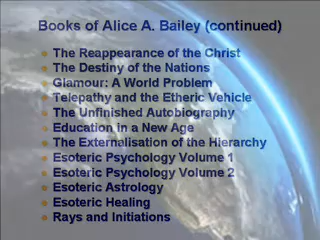 Books of Alice A. Bailey (continued)
The Reappearance of the Christ
The Destiny of the Nations
Glamour: A World Problem
Telepathy and the Etheric Vehicle
The Unfinished Autobiography
Education in a New Age
The Externalisation of the Hierarchy
Esoteric Psychology Volume 1
Esoteric Psychology Volume 2
Esoteric Astrology
Esoteric Healing
Rays and Initiations